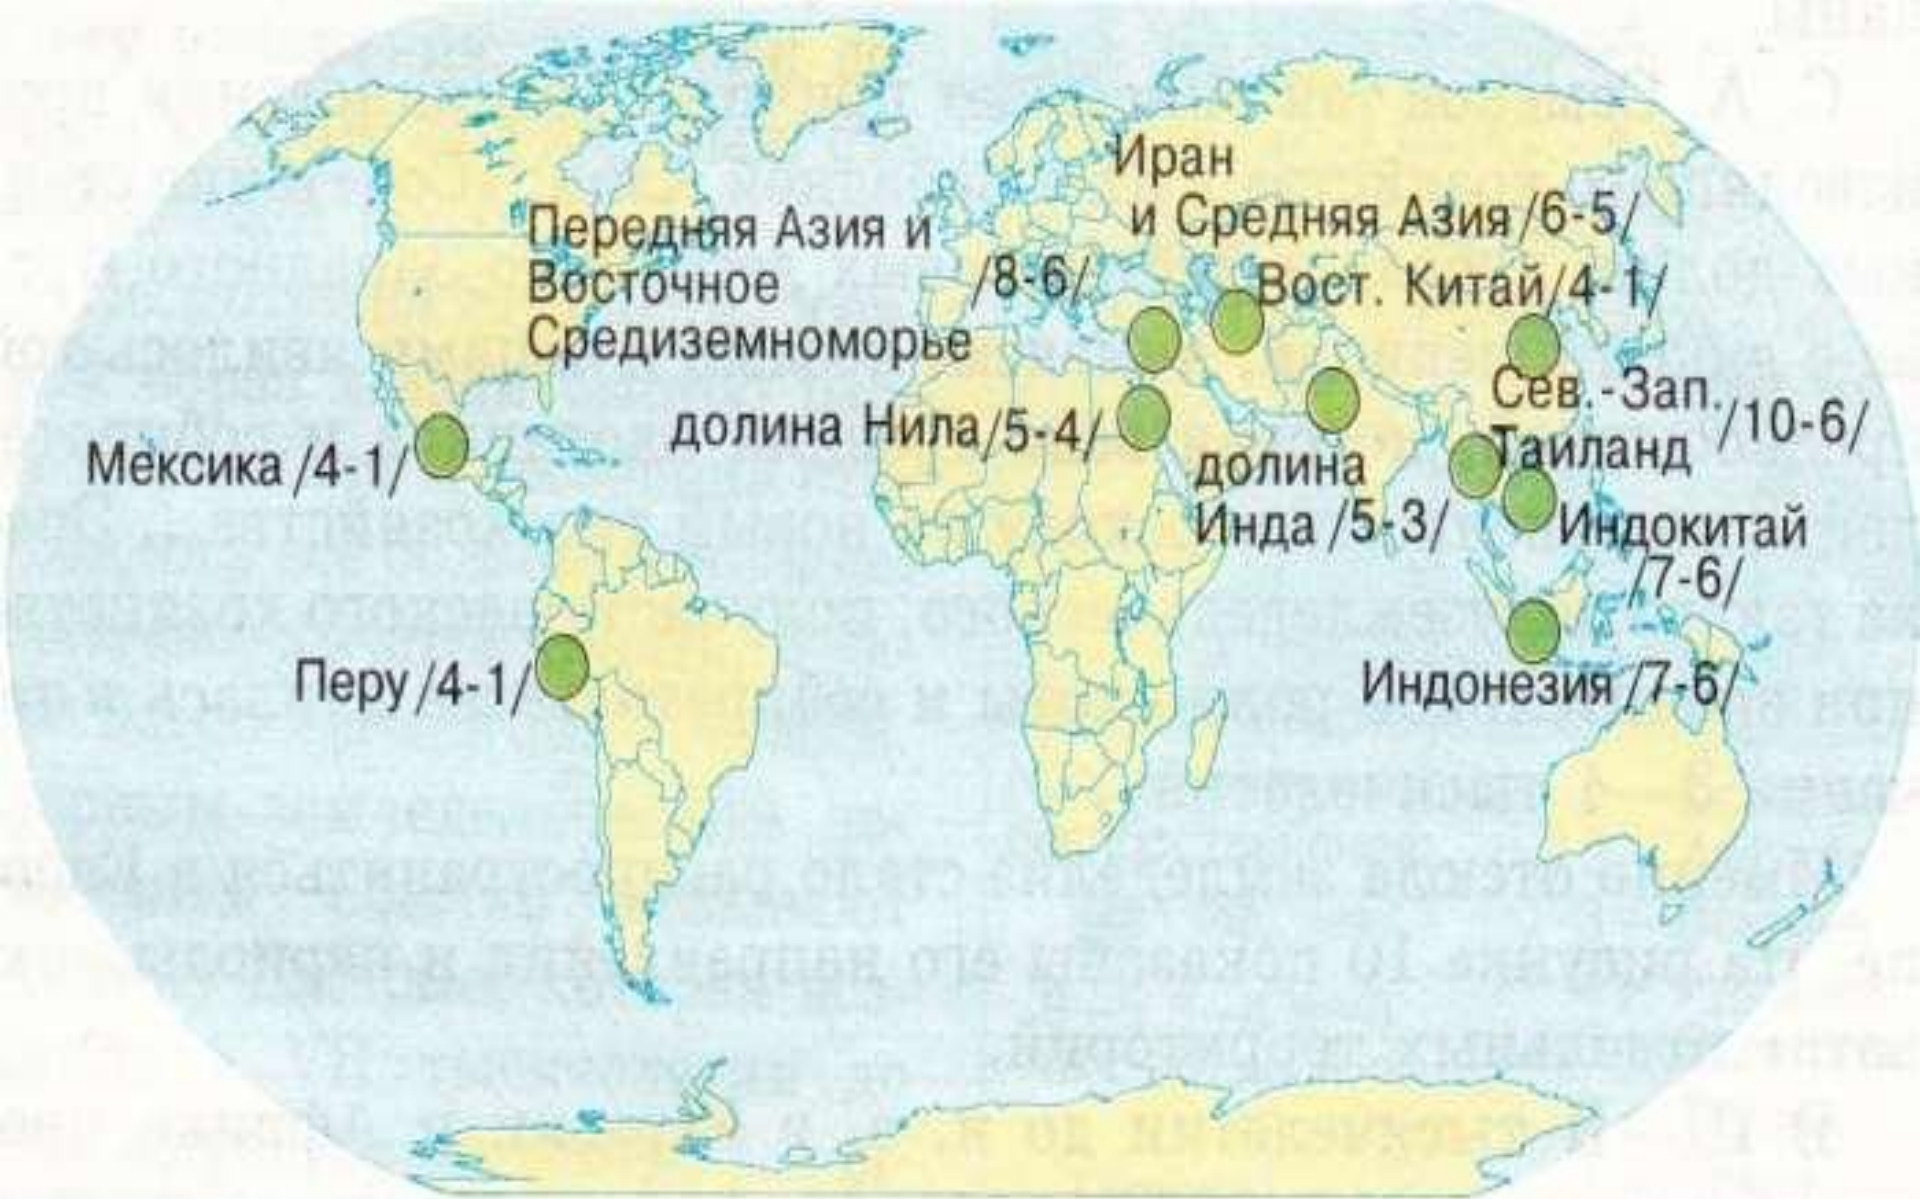 Иран
и Средняя Азия /6-5/
Передняя Азия и
Восточное /8-6/
Средиземноморье
Вост. Китай/4-1/
Сев.-Зап.
Таиланд /10-6/
долина Нила/5-4/
Мексика /4-1/
долина
Инда /5-3/
Индокитай
/7-6/
Перу /4-1/
Индонезия /7-6/